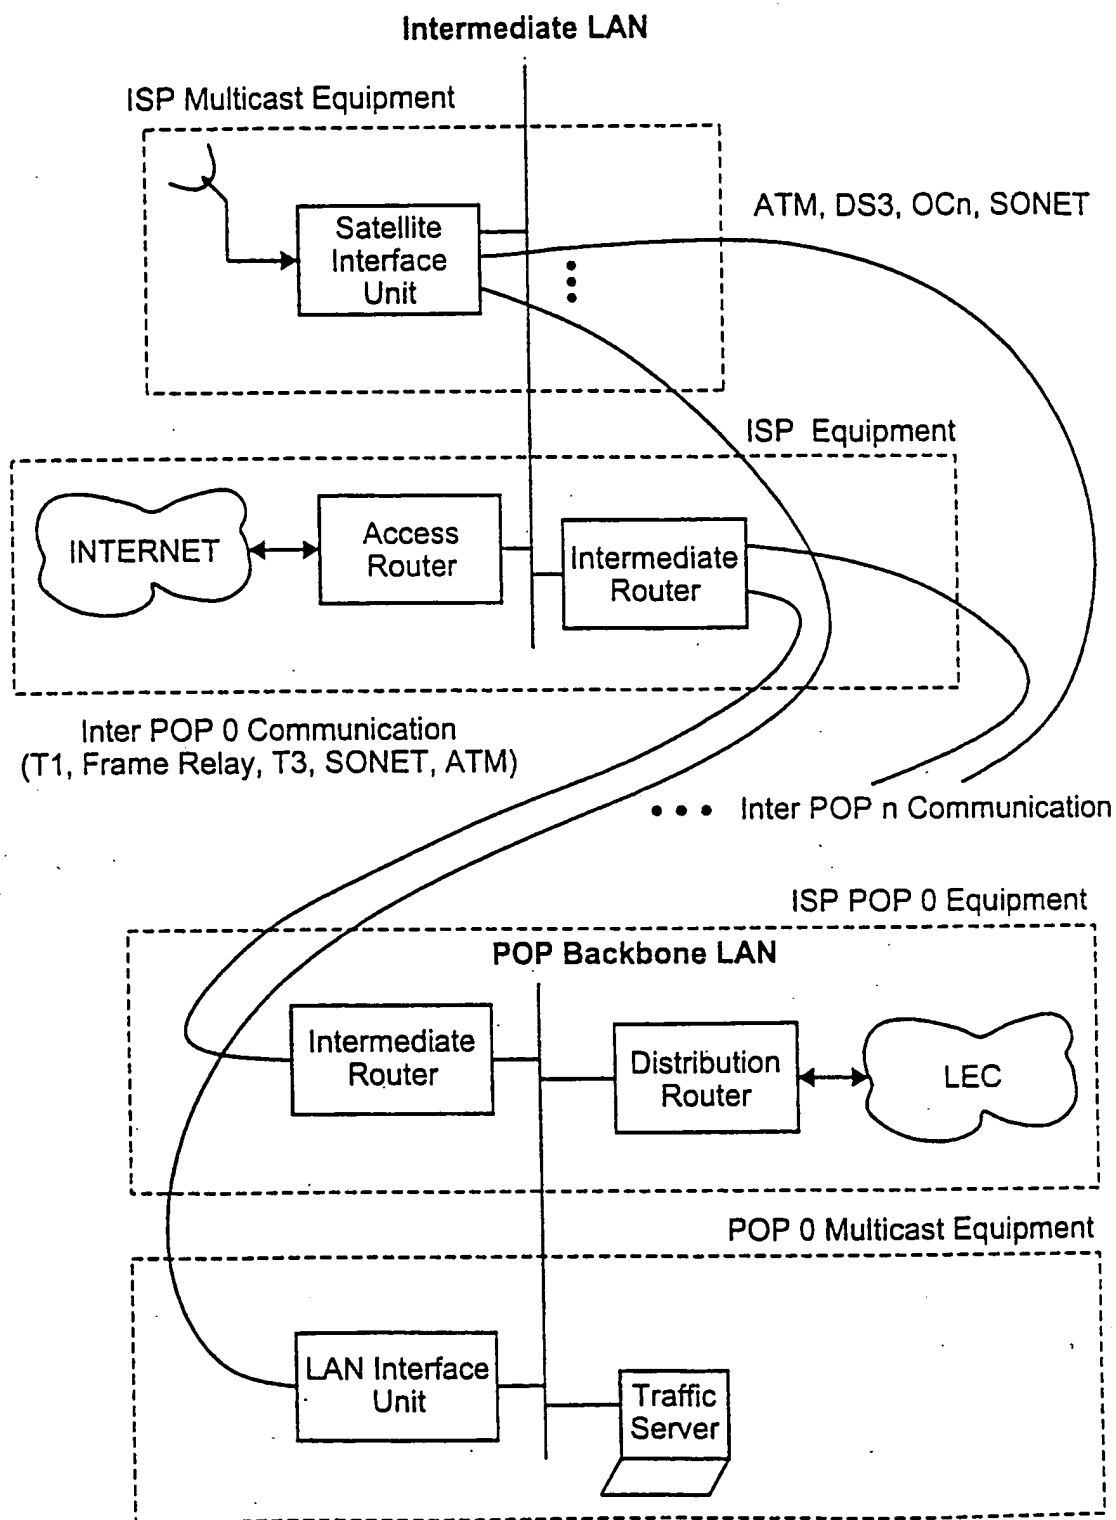 Intermediate LAN
ISP Multicast Equipment
ATM, DS3, OCn, SONET
Satellite
Interface
Unit
ISP Equipment
INTERNET
Access
Router
Intermediate
Router
Inter POP 0 Communication
(T1, Frame Relay, T3, SONET, ATM)
Inter POP n Communication
ISP POP 0 Equipment
POP Backbone LAN
Intermediate
Router
Distribution
Router
LEC
POP 0 Multicast Equipment
LAN Interface
Unit
Traffic
Server